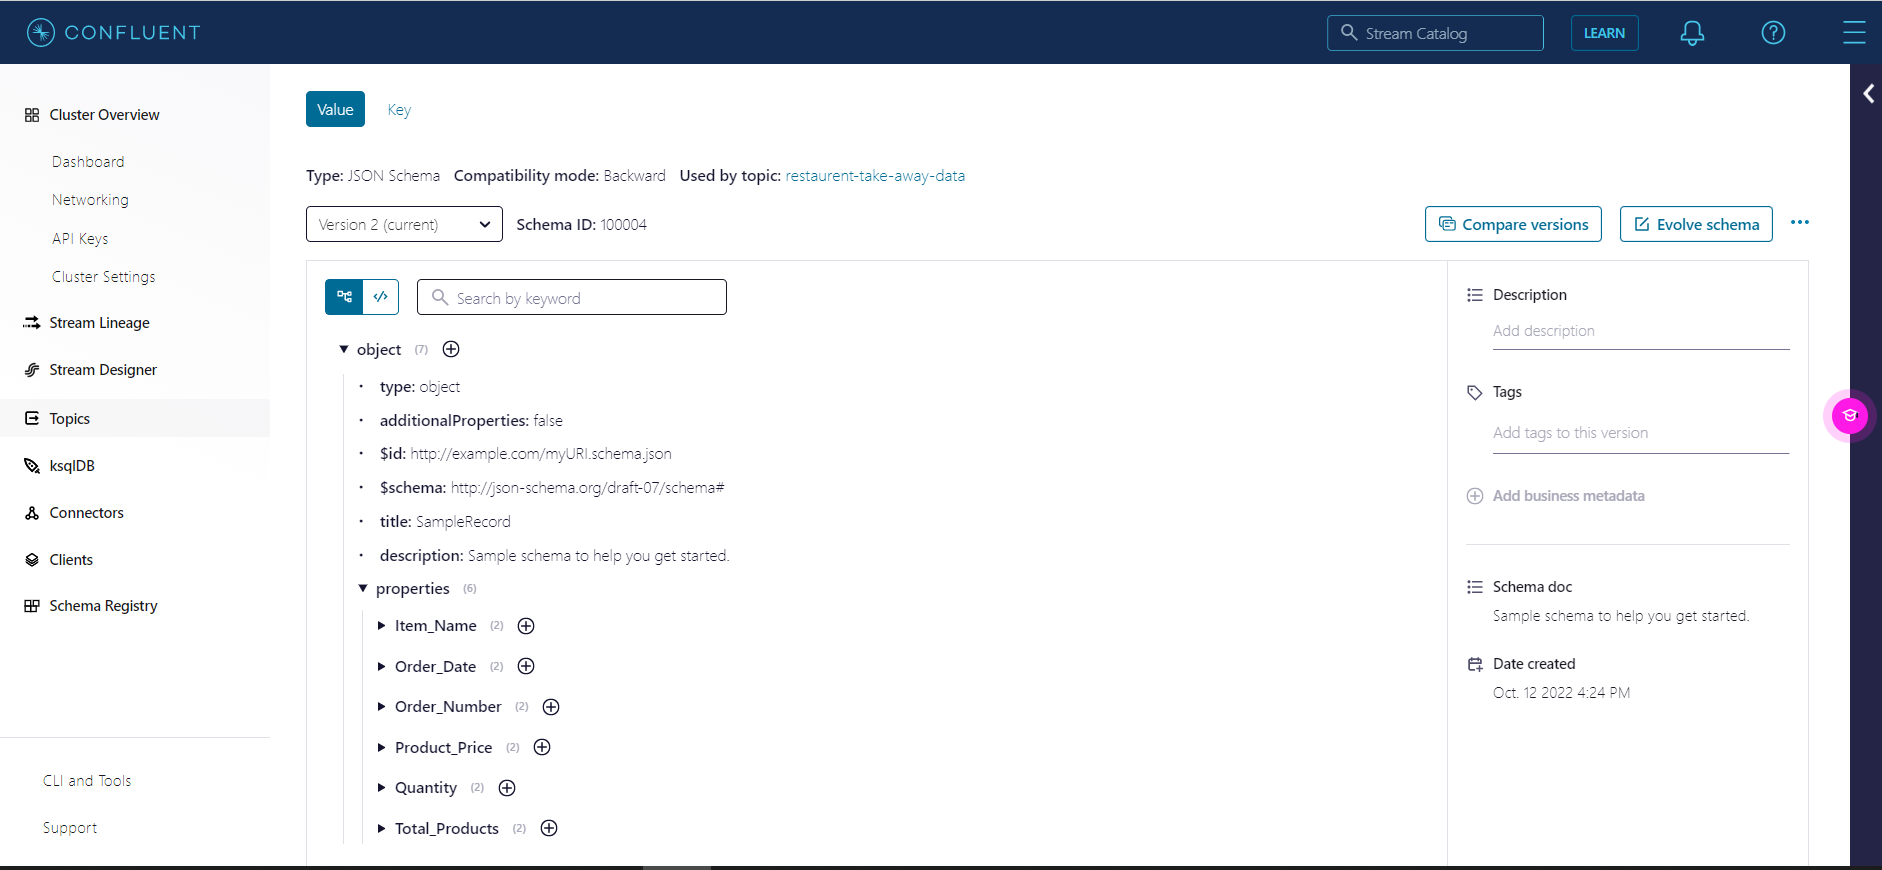 CONFLUENT
Stream Catalog
LEARN
Cluster Overview
Dashboard
Networking
API Keys
Cluster Settings
Stream Lineage
Stream Designer
Topics
ksqlDB
Connectors
Clients
Schema Registry
CLI and Tools
Support
Value Key
Type: JSON Schema Compatibility mode: Backward Used by topic: restaurent-take-away-data
Version 2 (current) Schema ID: 100004
Compare versions Evolve schema
</> Search by keyword
object (7)
type: object
additionalProperties: false
$id: http://example.com/myURI.schema.json
$schema: http://json-schema.org/draft-07/schema#
title: SampleRecord
description: Sample schema to help you get started.
properties (6)
Item_Name (2)
Order_Date (2)
Order_Number (2)
Product_Price (2)
Quantity (2)
Total_Products (2)
Description
Add description
Tags
Add tags to this version
Add business metadata
Schema doc
Sample schema to help you get started.
Date created
Oct. 12 2022 4:24 PM